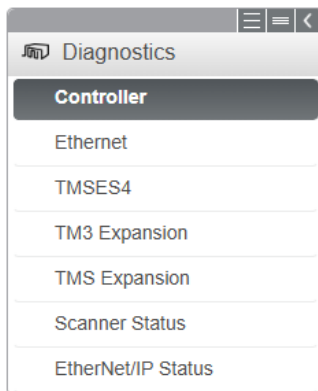 Diagnostics
Controller
Ethernet
TMSES4
TM3 Expansion
TMS Expansion
Scanner Status
EtherNet/IP Status